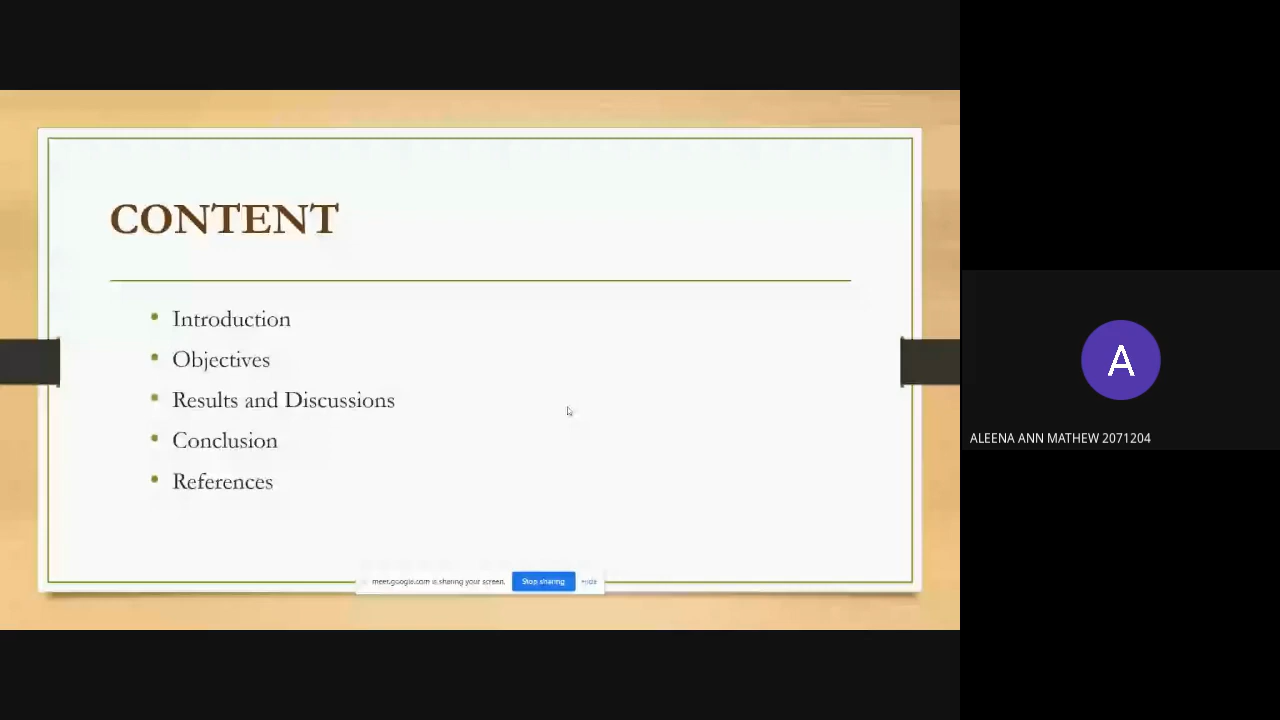 CONTENT
Introduction
Objectives
Results and Discussions
Conclusion
References
meet.google.com is sharing your screen. Stop sharing Hide
A
ALEENA ANN MATHEW 2071204